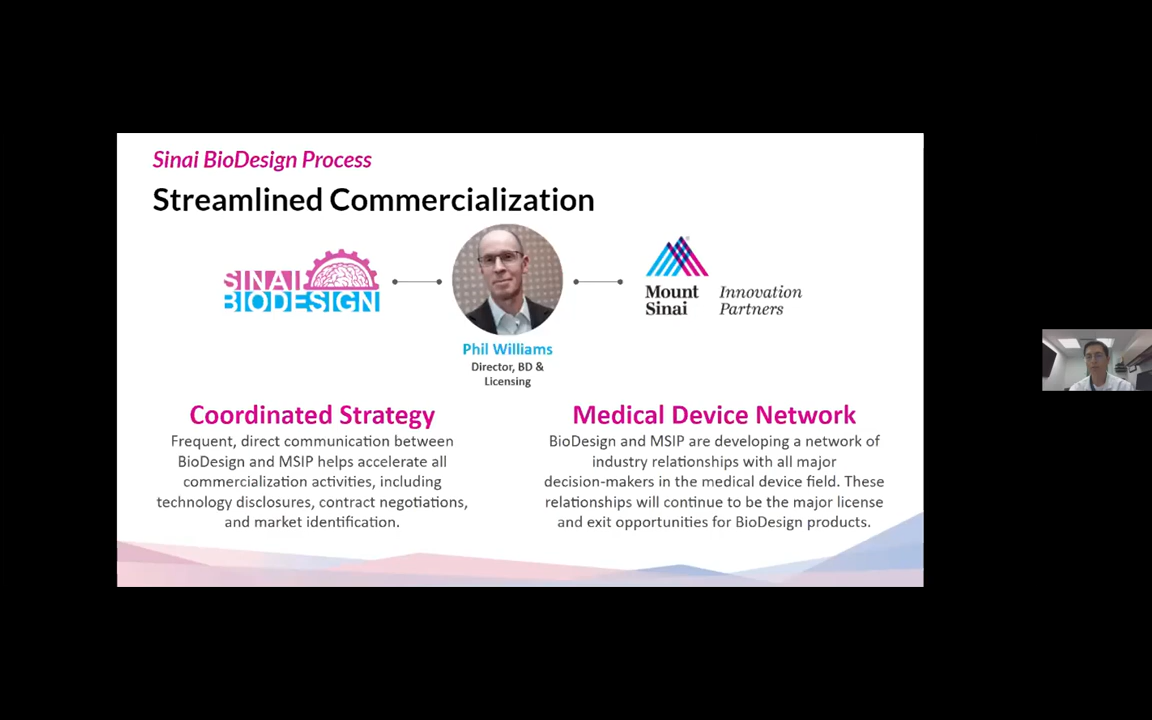 Sinai BioDesign Process
Streamlined Commercialization
SINAI
BIODESIGN
Phil Williams
Director, BD &
Licensing
Mount
Sinai
Innovation
Partners
Coordinated Strategy
Frequent, direct communication between
BioDesign and MSIP helps accelerate all
commercialization activities, including
technology disclosures, contract negotiations,
and market identification.
Medical Device Network
BioDesign and MSIP are developing a network of
industry relationships with all major
decision-makers in the medical device field. These
relationships will continue to be the major license
and exit opportunities for BioDesign products.